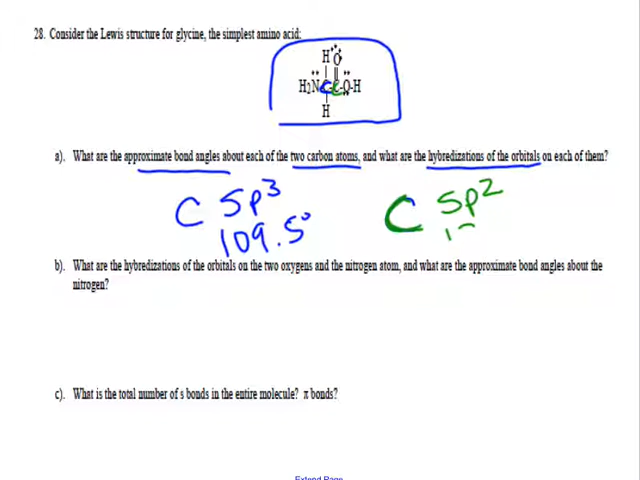 28. Consider the Lewis structure for glycine, the simplest amino acid:
H O
H₂N-C-C-O-H
H
a). What are the approximate bond angles about each of the two carbon atoms, and what are the hybredizations of the orbitals on each of them?
C sp3 C sp2
109.5°
b). What are the hybredizations of the orbitals on the two oxygens and the nitrogen atom, and what are the approximate bond angles about the
nitrogen?
c). What is the total number of s bonds in the entire molecule? π bonds?
Extend Page